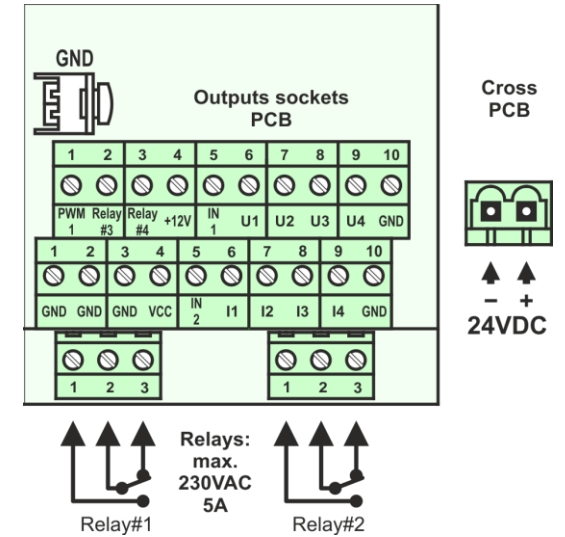 GND
Outputs sockets
PCB
Cross
PCB
1 2 3 4 5 6 7 8 9 10
PWM 1 Relay #3 Relay #4 +12V IN 1 U1 U2 U3 U4 GND
1 2 3 4 5 6 7 8 9 10
GND GND GND VCC IN 2 I1 I2 I3 I4 GND
1 2 3
1 2 3
– +
24VDC
Relays:
max.
230VAC
5A
Relay#1
Relay#2